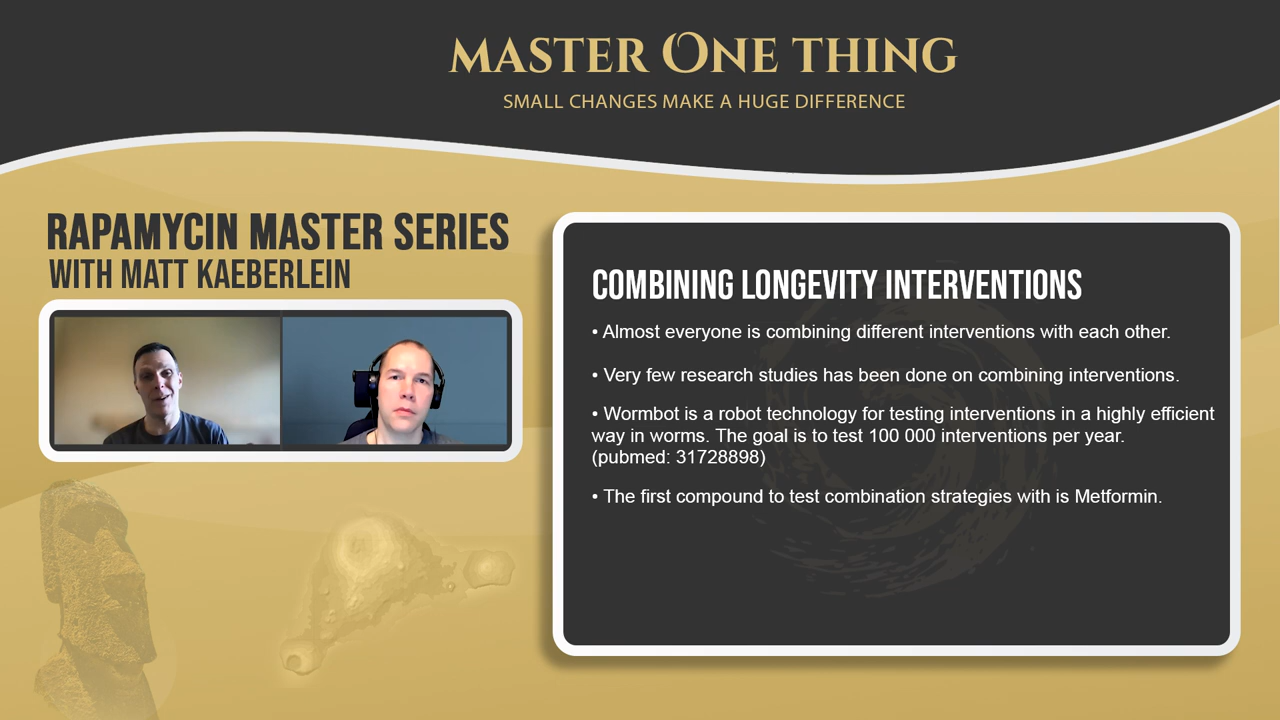 MASTER ONE THING
SMALL CHANGES MAKE A HUGE DIFFERENCE
RAPAMYCIN MASTER SERIES
WITH MATT KAEBERLEIN
COMBINING LONGEVITY INTERVENTIONS
• Almost everyone is combining different interventions with each other.
• Very few research studies has been done on combining interventions.
• Wormbot is a robot technology for testing interventions in a highly efficient
way in worms. The goal is to test 100 000 interventions per year.
(pubmed: 31728898)
• The first compound to test combination strategies with is Metformin.